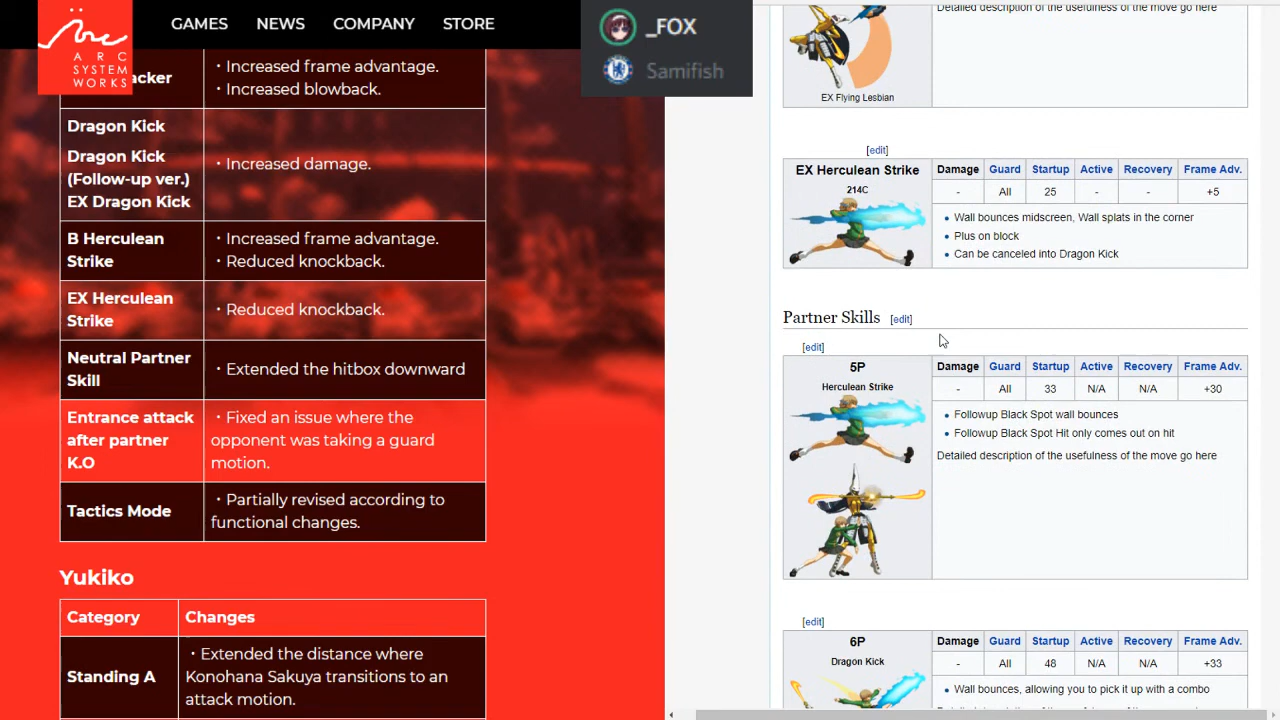 ARC
SYSTEM
WORKS
GAMES NEWS COMPANY STORE
_FOX
Samifish
acker
・Increased frame advantage.
・Increased blowback.
Dragon Kick
Dragon Kick
(Follow-up ver.)
EX Dragon Kick
・Increased damage.
B Herculean
Strike
・Increased frame advantage.
・Reduced knockback.
EX Herculean
Strike
・Reduced knockback.
Neutral Partner
Skill
・Extended the hitbox downward
Entrance attack
after partner
K.O
・Fixed an issue where the
opponent was taking a guard
motion.
Tactics Mode
・Partially revised according to
functional changes.
Yukiko
Category Changes
Standing A
・Extended the distance where
Konohana Sakuya transitions to an
attack motion.
Detailed description of the usefulness of the move go here
EX Flying Lesbian
[edit]
EX Herculean Strike
214C
Damage Guard Startup Active Recovery Frame Adv.
- All 25 - - +5
Wall bounces midscreen, Wall splats in the corner
Plus on block
Can be canceled into Dragon Kick
Partner Skills [edit]
[edit]
5P
Herculean Strike
Damage Guard Startup Active Recovery Frame Adv.
- All 33 N/A N/A +30
Followup Black Spot wall bounces
Followup Black Spot Hit only comes out on hit
Detailed description of the usefulness of the move go here
[edit]
6P
Dragon Kick
Damage Guard Startup Active Recovery Frame Adv.
- All 48 N/A N/A +33
Wall bounces, allowing you to pick it up with a combo